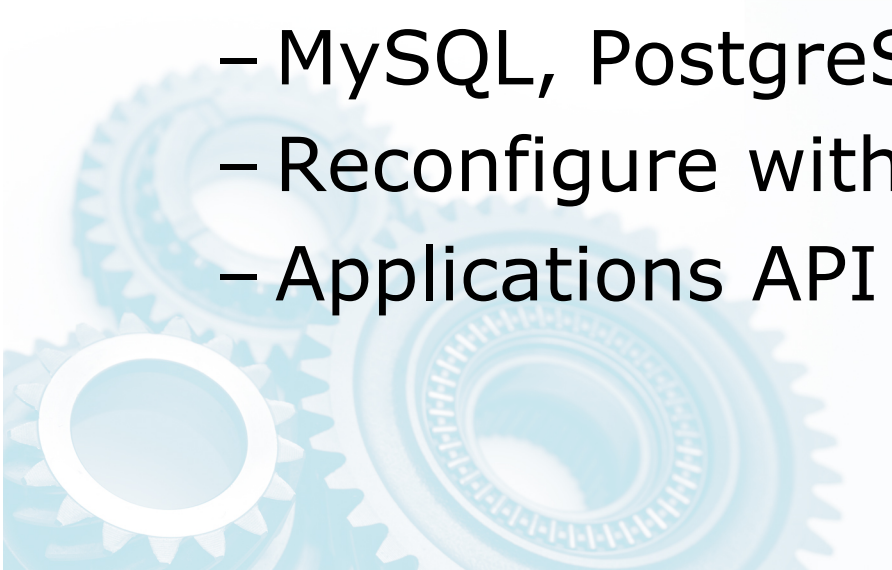 – MySQL, PostgreS
– Reconfigure with
– Applications API